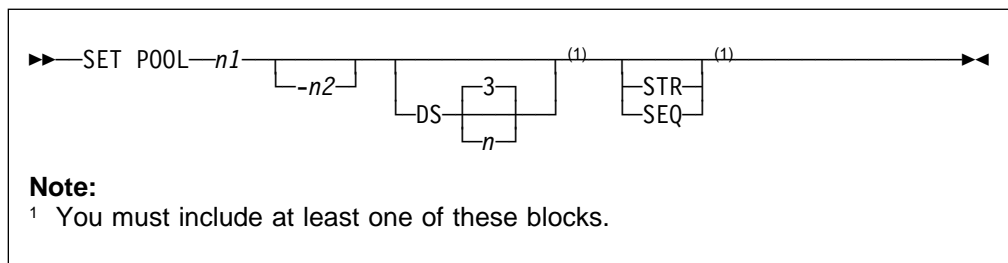 ►►──SET POOL──n1──(1)──(1)──►◄
-n2 3 STR
DS SEQ
n
Note:
1 You must include at least one of these blocks.